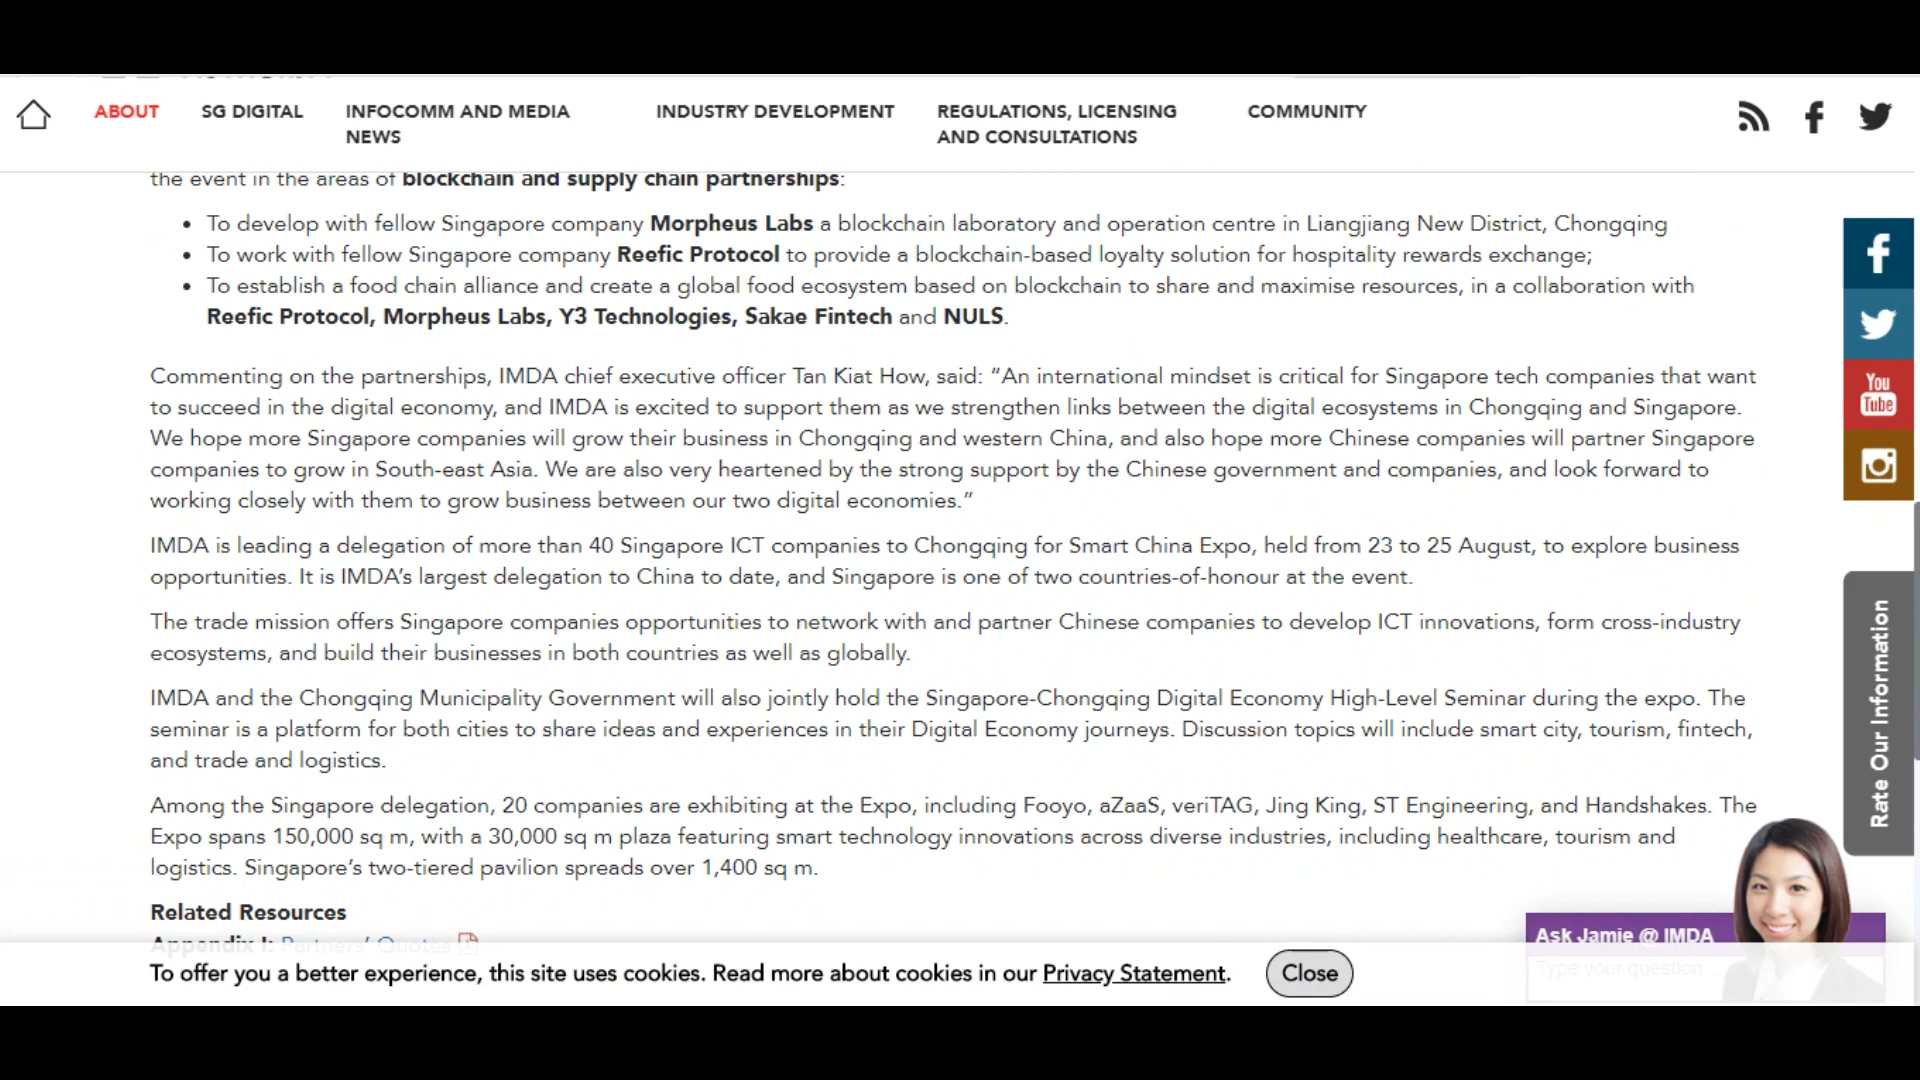 ABOUT
SG DIGITAL
INFOCOMM AND MEDIA
NEWS
INDUSTRY DEVELOPMENT
REGULATIONS, LICENSING
AND CONSULTATIONS
COMMUNITY
the event in the areas of blockchain and supply chain partnerships:
• To develop with fellow Singapore company Morpheus Labs a blockchain laboratory and operation centre in Liangjiang New District, Chongqing
• To work with fellow Singapore company Reefic Protocol to provide a blockchain-based loyalty solution for hospitality rewards exchange;
• To establish a food chain alliance and create a global food ecosystem based on blockchain to share and maximise resources, in a collaboration with
Reefic Protocol, Morpheus Labs, Y3 Technologies, Sakae Fintech and NULS.
Commenting on the partnerships, IMDA chief executive officer Tan Kiat How, said: “An international mindset is critical for Singapore tech companies that want
to succeed in the digital economy, and IMDA is excited to support them as we strengthen links between the digital ecosystems in Chongqing and Singapore.
We hope more Singapore companies will grow their business in Chongqing and western China, and also hope more Chinese companies will partner Singapore
companies to grow in South-east Asia. We are also very heartened by the strong support by the Chinese government and companies, and look forward to
working closely with them to grow business between our two digital economies.”
IMDA is leading a delegation of more than 40 Singapore ICT companies to Chongqing for Smart China Expo, held from 23 to 25 August, to explore business
opportunities. It is IMDA’s largest delegation to China to date, and Singapore is one of two countries-of-honour at the event.
The trade mission offers Singapore companies opportunities to network with and partner Chinese companies to develop ICT innovations, form cross-industry
ecosystems, and build their businesses in both countries as well as globally.
IMDA and the Chongqing Municipality Government will also jointly hold the Singapore-Chongqing Digital Economy High-Level Seminar during the expo. The
seminar is a platform for both cities to share ideas and experiences in their Digital Economy journeys. Discussion topics will include smart city, tourism, fintech,
and trade and logistics.
Among the Singapore delegation, 20 companies are exhibiting at the Expo, including Fooyo, aZaaS, veriTAG, Jing King, ST Engineering, and Handshakes. The
Expo spans 150,000 sq m, with a 30,000 sq m plaza featuring smart technology innovations across diverse industries, including healthcare, tourism and
logistics. Singapore’s two-tiered pavilion spreads over 1,400 sq m.
Related Resources
Appendix I: Partners’ Quotes
To offer you a better experience, this site uses cookies. Read more about cookies in our Privacy Statement.
Close
You
Tube
Rate Our Information
Ask Jamie @ IMDA
Type your question